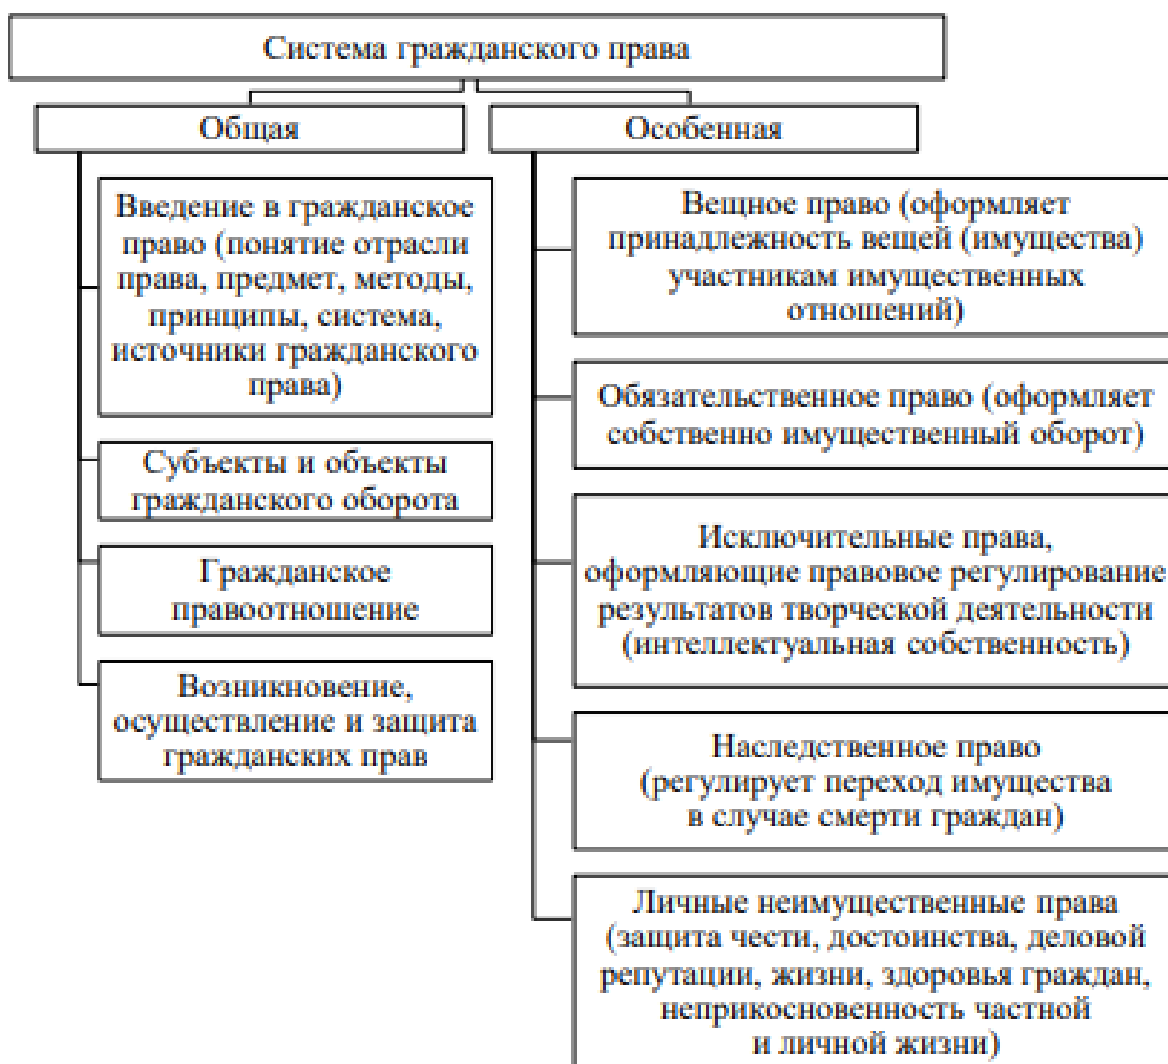 Система гражданского права
Общая
Введение в гражданское
право (понятие отрасли
права, предмет, методы,
принципы, система,
источники гражданского
права)
Субъекты и объекты
гражданского оборота
Гражданское
правоотношение
Возникновение,
осуществление и защита
гражданских прав
Особенная
Вещное право (оформляет
принадлежность вещей (имущества)
участникам имущественных
отношений)
Обязательственное право (оформляет
собственно имущественный оборот)
Исключительные права,
оформляющие правовое регулирование
результатов творческой деятельности
(интеллектуальная собственность)
Наследственное право
(регулирует переход имущества
в случае смерти граждан)
Личные неимущественные права
(защита чести, достоинства, деловой
репутации, жизни, здоровья граждан,
неприкосновенность частной
и личной жизни)